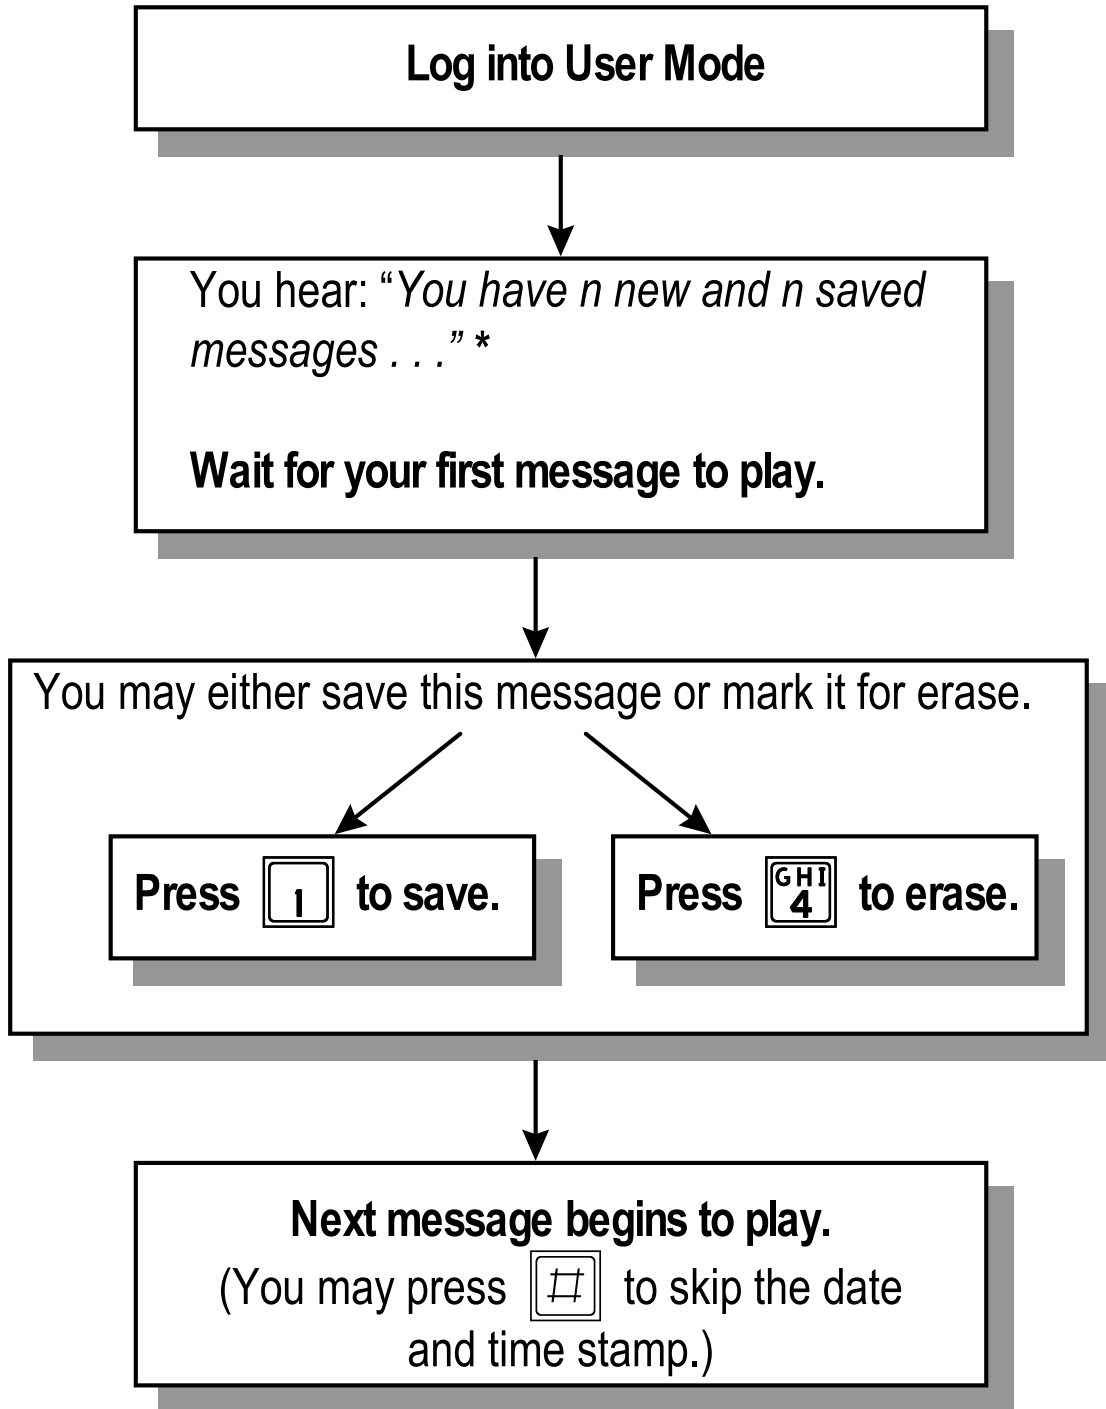 Log into User Mode
You hear: “You have n new and n saved
messages . . .” *
Wait for your first message to play.
You may either save this message or mark it for erase.
Press 1 to save.
Press GHI 4 to erase.
Next message begins to play.
(You may press # to skip the date
and time stamp.)